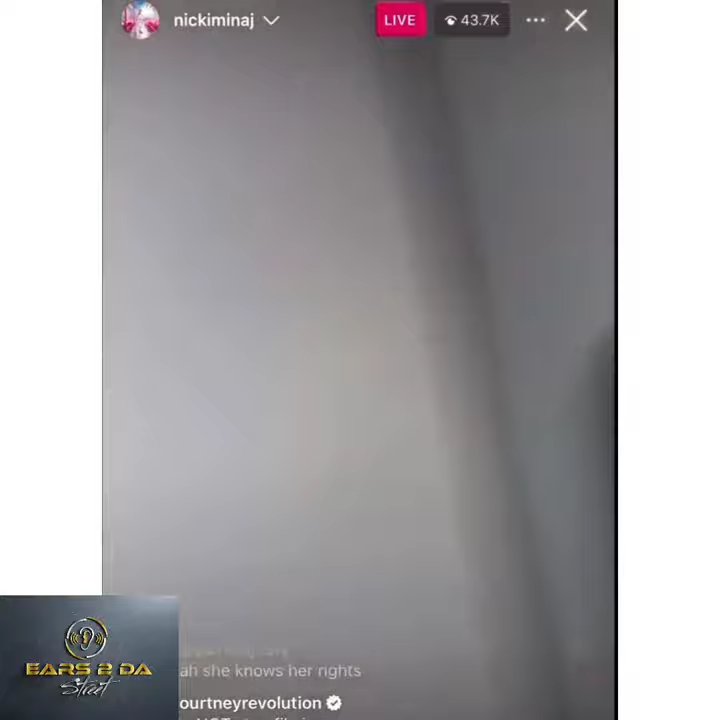 nickiminaj
LIVE
43.7K
ah she knows her rights
ourtneyrevolution
EARS 2 DA
Street